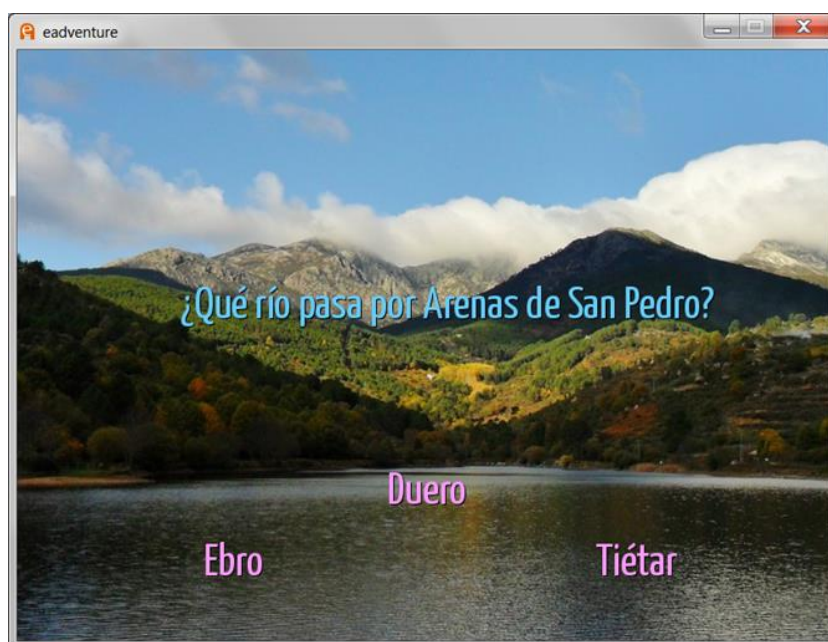 eadventure
¿Qué río pasa por Arenas de San Pedro?
Duero
Ebro
Tiétar